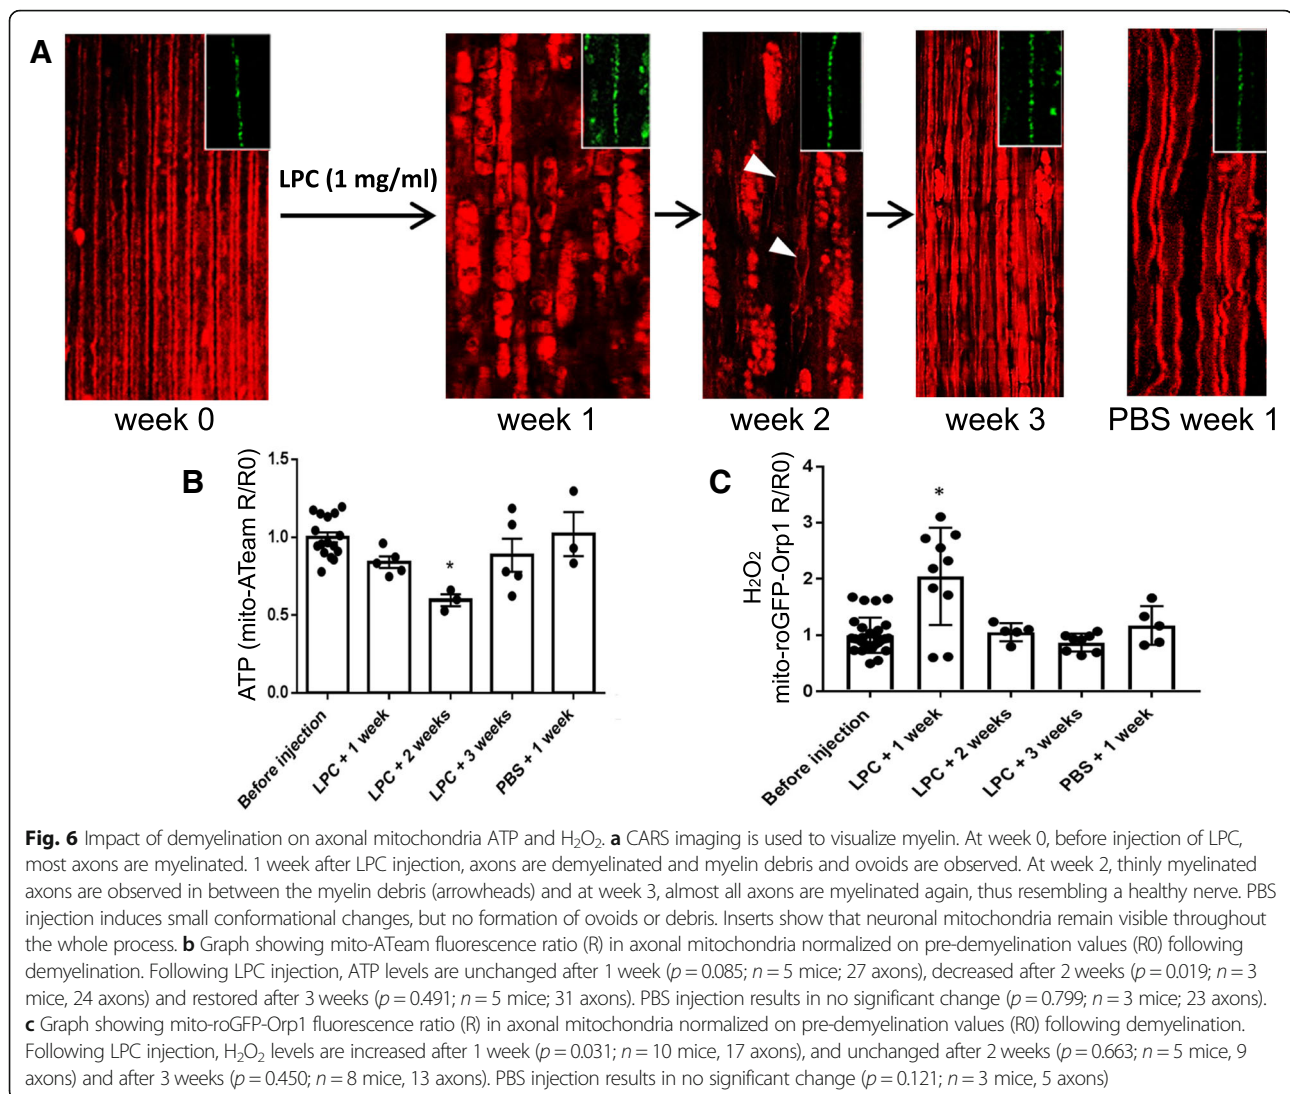 A
LPC (1 mg/ml)
week 0
week 1
week 2
week 3
PBS week 1
B
ATP (mito-ATeam R/R0)
1.5
1.0
0.5
0.0
*
Before injection
LPC + 1 week
LPC + 2 weeks
LPC + 3 weeks
PBS + 1 week
C
H₂O₂
mito-roGFP-Orp1 R/R0)
4
3
2
1
0
*
Before injection
LPC + 1 week
LPC + 2 weeks
LPC + 3 weeks
PBS + 1 week
Fig. 6 Impact of demyelination on axonal mitochondria ATP and H₂O₂. a CARS imaging is used to visualize myelin. At week 0, before injection of LPC,
most axons are myelinated. 1 week after LPC injection, axons are demyelinated and myelin debris and ovoids are observed. At week 2, thinly myelinated
axons are observed in between the myelin debris (arrowheads) and at week 3, almost all axons are myelinated again, thus resembling a healthy nerve. PBS
injection induces small conformational changes, but no formation of ovoids or debris. Inserts show that neuronal mitochondria remain visible throughout
the whole process. b Graph showing mito-ATeam fluorescence ratio (R) in axonal mitochondria normalized on pre-demyelination values (R0) following
demyelination. Following LPC injection, ATP levels are unchanged after 1 week (p = 0.085; n = 5 mice; 27 axons), decreased after 2 weeks (p = 0.019; n = 3
mice, 24 axons) and restored after 3 weeks (p = 0.491; n = 5 mice; 31 axons). PBS injection results in no significant change (p = 0.799; n = 3 mice; 23 axons).
c Graph showing mito-roGFP-Orp1 fluorescence ratio (R) in axonal mitochondria normalized on pre-demyelination values (R0) following demyelination.
Following LPC injection, H₂O₂ levels are increased after 1 week (p = 0.031; n = 10 mice, 17 axons), and unchanged after 2 weeks (p = 0.663; n = 5 mice, 9
axons) and after 3 weeks (p = 0.450; n = 8 mice, 13 axons). PBS injection results in no significant change (p = 0.121; n = 3 mice, 5 axons)